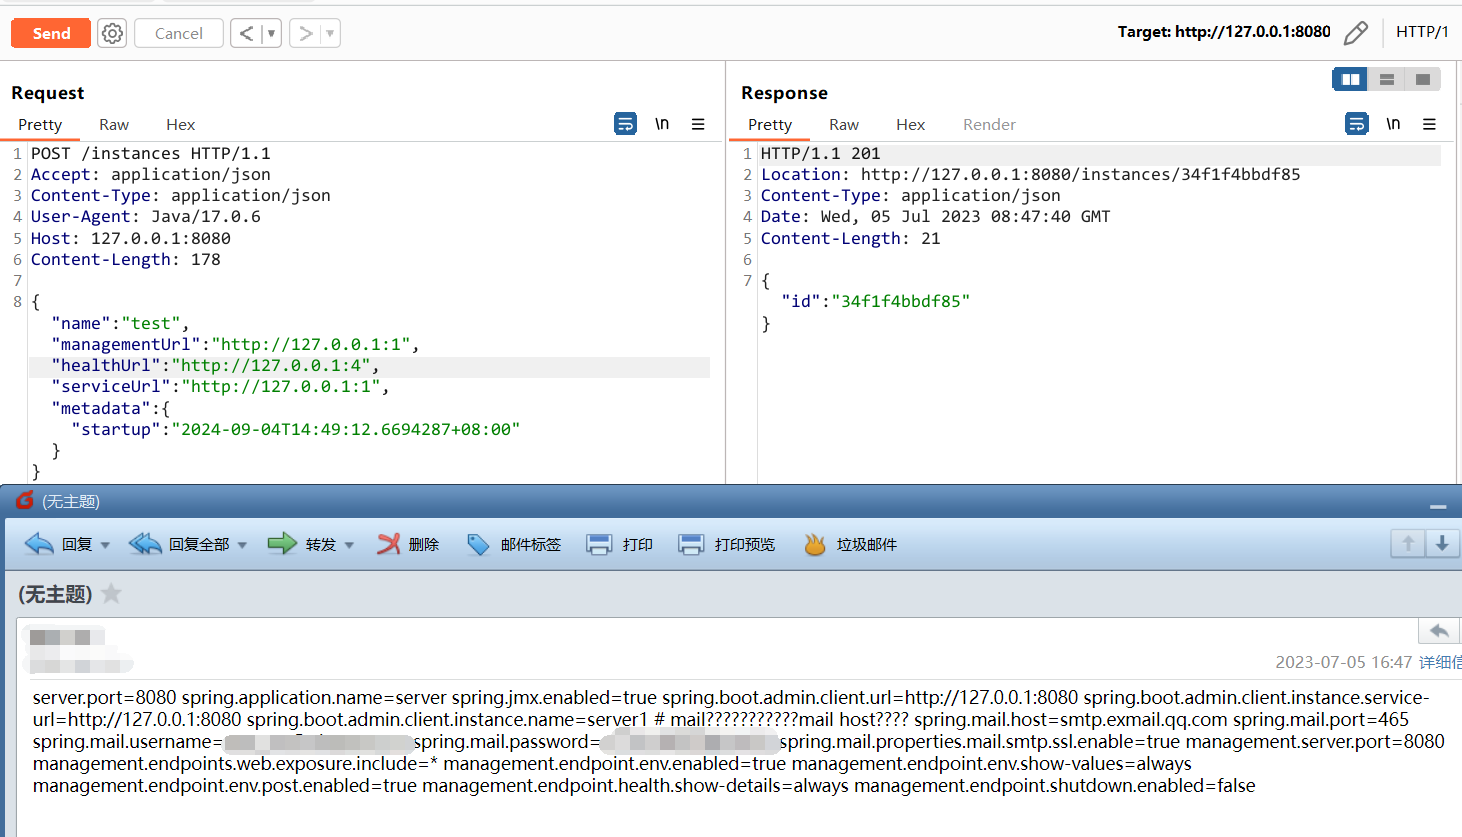 Send
Cancel
Target: http://127.0.0.1:8080
HTTP/1
Request
Pretty Raw Hex
\n
1 POST /instances HTTP/1.1
2 Accept: application/json
3 Content-Type: application/json
4 User-Agent: Java/17.0.6
5 Host: 127.0.0.1:8080
6 Content-Length: 178
7
8 {
"name":"test",
"managementUrl":"http://127.0.0.1:1",
"healthUrl":"http://127.0.0.1:4",
"serviceUrl":"http://127.0.0.1:1",
"metadata":{
"startup":"2024-09-04T14:49:12.6694287+08:00"
}
}
Response
Pretty Raw Hex Render
\n
1 HTTP/1.1 201
2 Location: http://127.0.0.1:8080/instances/34f1f4bbdf85
3 Content-Type: application/json
4 Date: Wed, 05 Jul 2023 08:47:40 GMT
5 Content-Length: 21
6
7 {
"id":"34f1f4bbdf85"
}
(无主题)
回复 回复全部 转发 删除 邮件标签 打印 打印预览 垃圾邮件
(无主题)
2023-07-05 16:47 详细信
server.port=8080 spring.application.name=server spring.jmx.enabled=true spring.boot.admin.client.url=http://127.0.0.1:8080 spring.boot.admin.client.instance.service-
url=http://127.0.0.1:8080 spring.boot.admin.client.instance.name=server1 # mail???????????mail host???? spring.mail.host=smtp.exmail.qq.com spring.mail.port=465
spring.mail.username= spring.mail.password= spring.mail.properties.mail.smtp.ssl.enable=true management.server.port=8080
management.endpoints.web.exposure.include=* management.endpoint.env.enabled=true management.endpoint.env.show-values=always
management.endpoint.env.post.enabled=true management.endpoint.health.show-details=always management.endpoint.shutdown.enabled=false